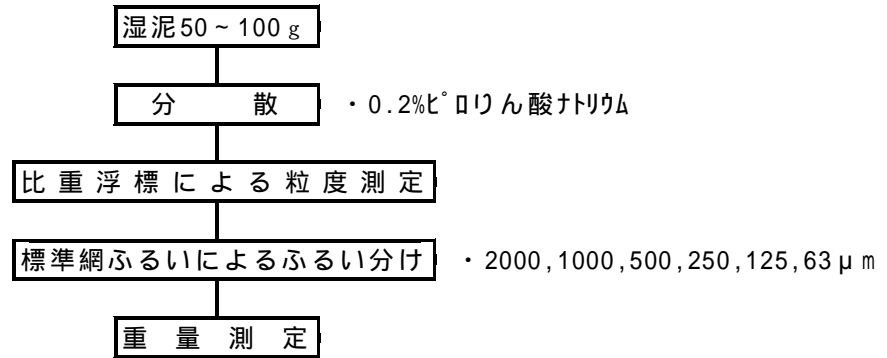 湿泥50~100g
分　散 ・0.2%ピロりん酸ナトリウム
比重浮標による粒度測定
標準網ふるいによるふるい分け ・2000,1000,500,250,125,63μm
重量測定